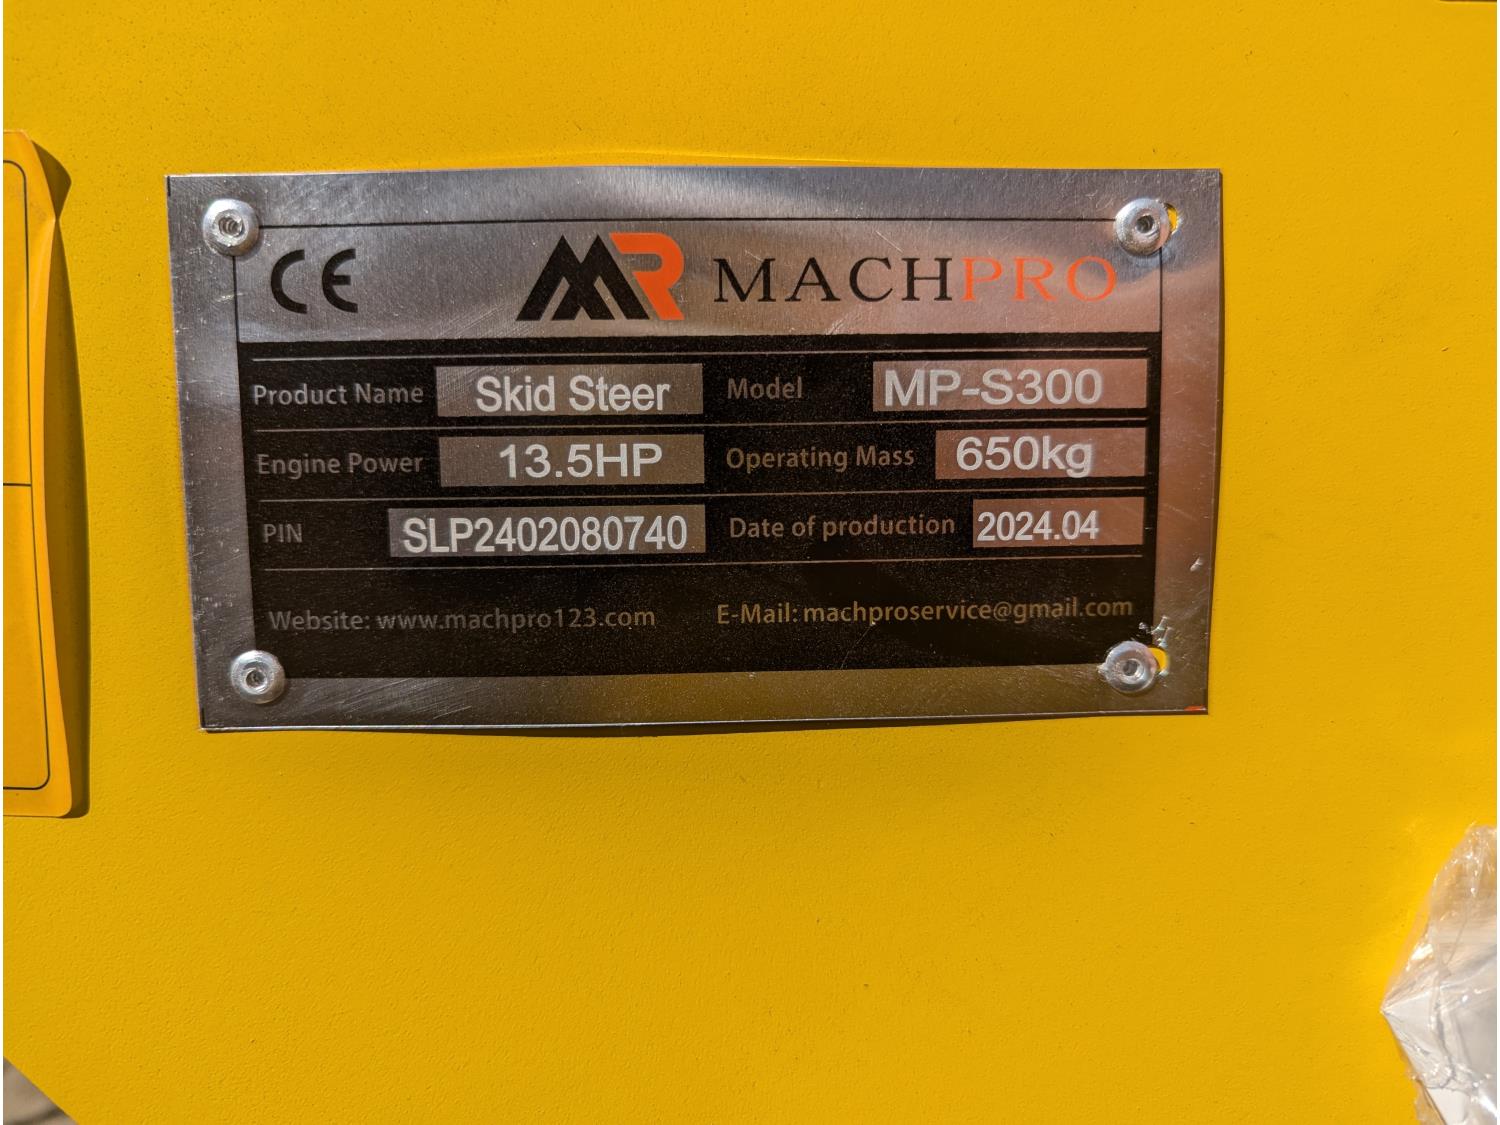 CE MR MACHPRO
Product Name Skid Steer Model MP-S300
Engine Power 13.5HP Operating Mass 650kg
PIN SLP2402080740 Date of production 2024.04
Website: www.machpro123.com E-Mail: machproservice@gmail.com